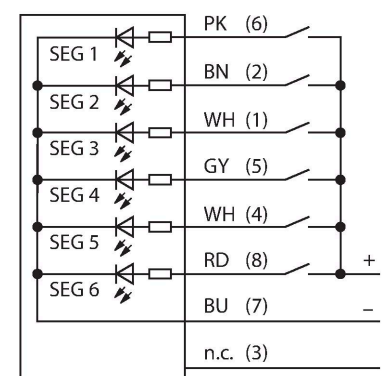 PK (6)
SEG 1
BN (2)
SEG 2
WH (1)
SEG 3
GY (5)
SEG 4
WH (4)
SEG 5
RD (8)
+
SEG 6
BU (7)
–
n.c. (3)